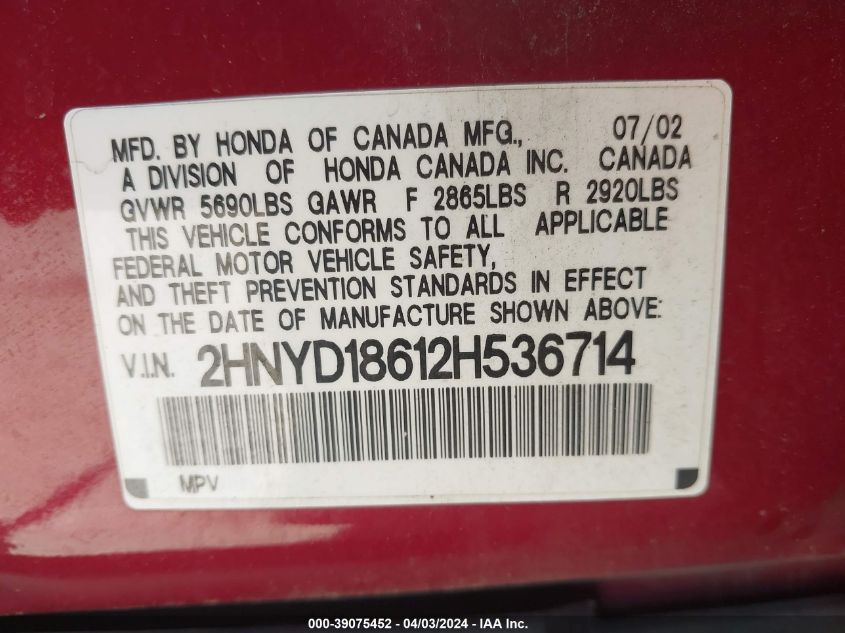 MFD. BY HONDA OF CANADA MFG., 07/02
A DIVISION OF HONDA CANADA INC. CANADA
GVWR 5690LBS GAWR F 2865LBS R 2920LBS
THIS VEHICLE CONFORMS TO ALL APPLICABLE
FEDERAL MOTOR VEHICLE SAFETY,
AND THEFT PREVENTION STANDARDS IN EFFECT
ON THE DATE OF MANUFACTURE SHOWN ABOVE:
V.I.N. 2HNYD18612H536714
MPV
000-39075452 - 04/03/2024 - IAA Inc.